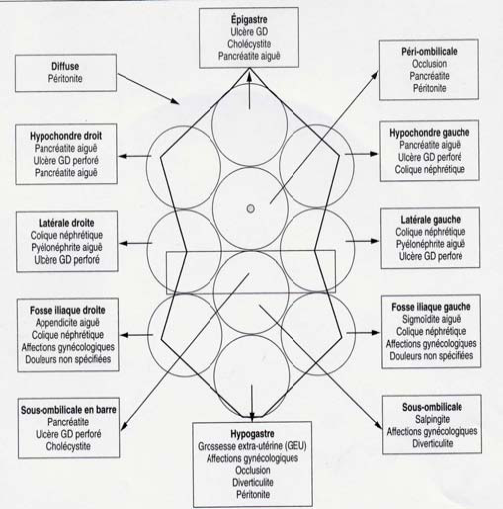 Épigastre
Ulcère GD
Cholécystite
Pancréatite aiguë
Diffuse
Péritonite
Péri-ombilicale
Occlusion
Pancréatite
Péritonite
Hypochondre droit
Pancréatite aiguë
Ulcère GD perforé
Pancréatite aiguë
Hypochondre gauche
Pancréatite aiguë
Ulcère GD perforé
Colique néphrétique
Latérale droite
Colique néphrétique
Pyélonéphrite aiguë
Ulcère GD perforé
Latérale gauche
Colique néphrétique
Pyélonéphrite aiguë
Ulcère GD perfore
Fosse iliaque droite
Appendicite aiguë
Colique néphrétique
Affections gynécologiques
Douleurs non spécifiées
Fosse iliaque gauche
Sigmoïdite aiguë
Colique néphrétique
Affections gynécologiques
Douleurs non spécifiées
Sous-ombilicale en barre
Pancréatite
Ulcère GD perforé
Cholécystite
Hypogastre
Grossesse extra-utérine (GEU)
Affections gynécologiques
Occlusion
Diverticulite
Péritonite
Sous-ombilicale
Salpingite
Affections gynécologiques
Diverticulite